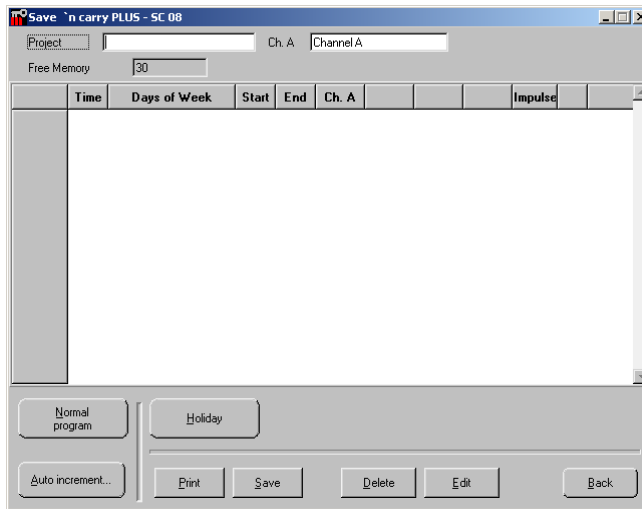 Save `n carry PLUS - SC 08
Project Ch. A Channel A
Free Memory 30
Time Days of Week Start End Ch. A Impulse
Normal
program
Holiday
Auto increment...
Print Save Delete Edit Back